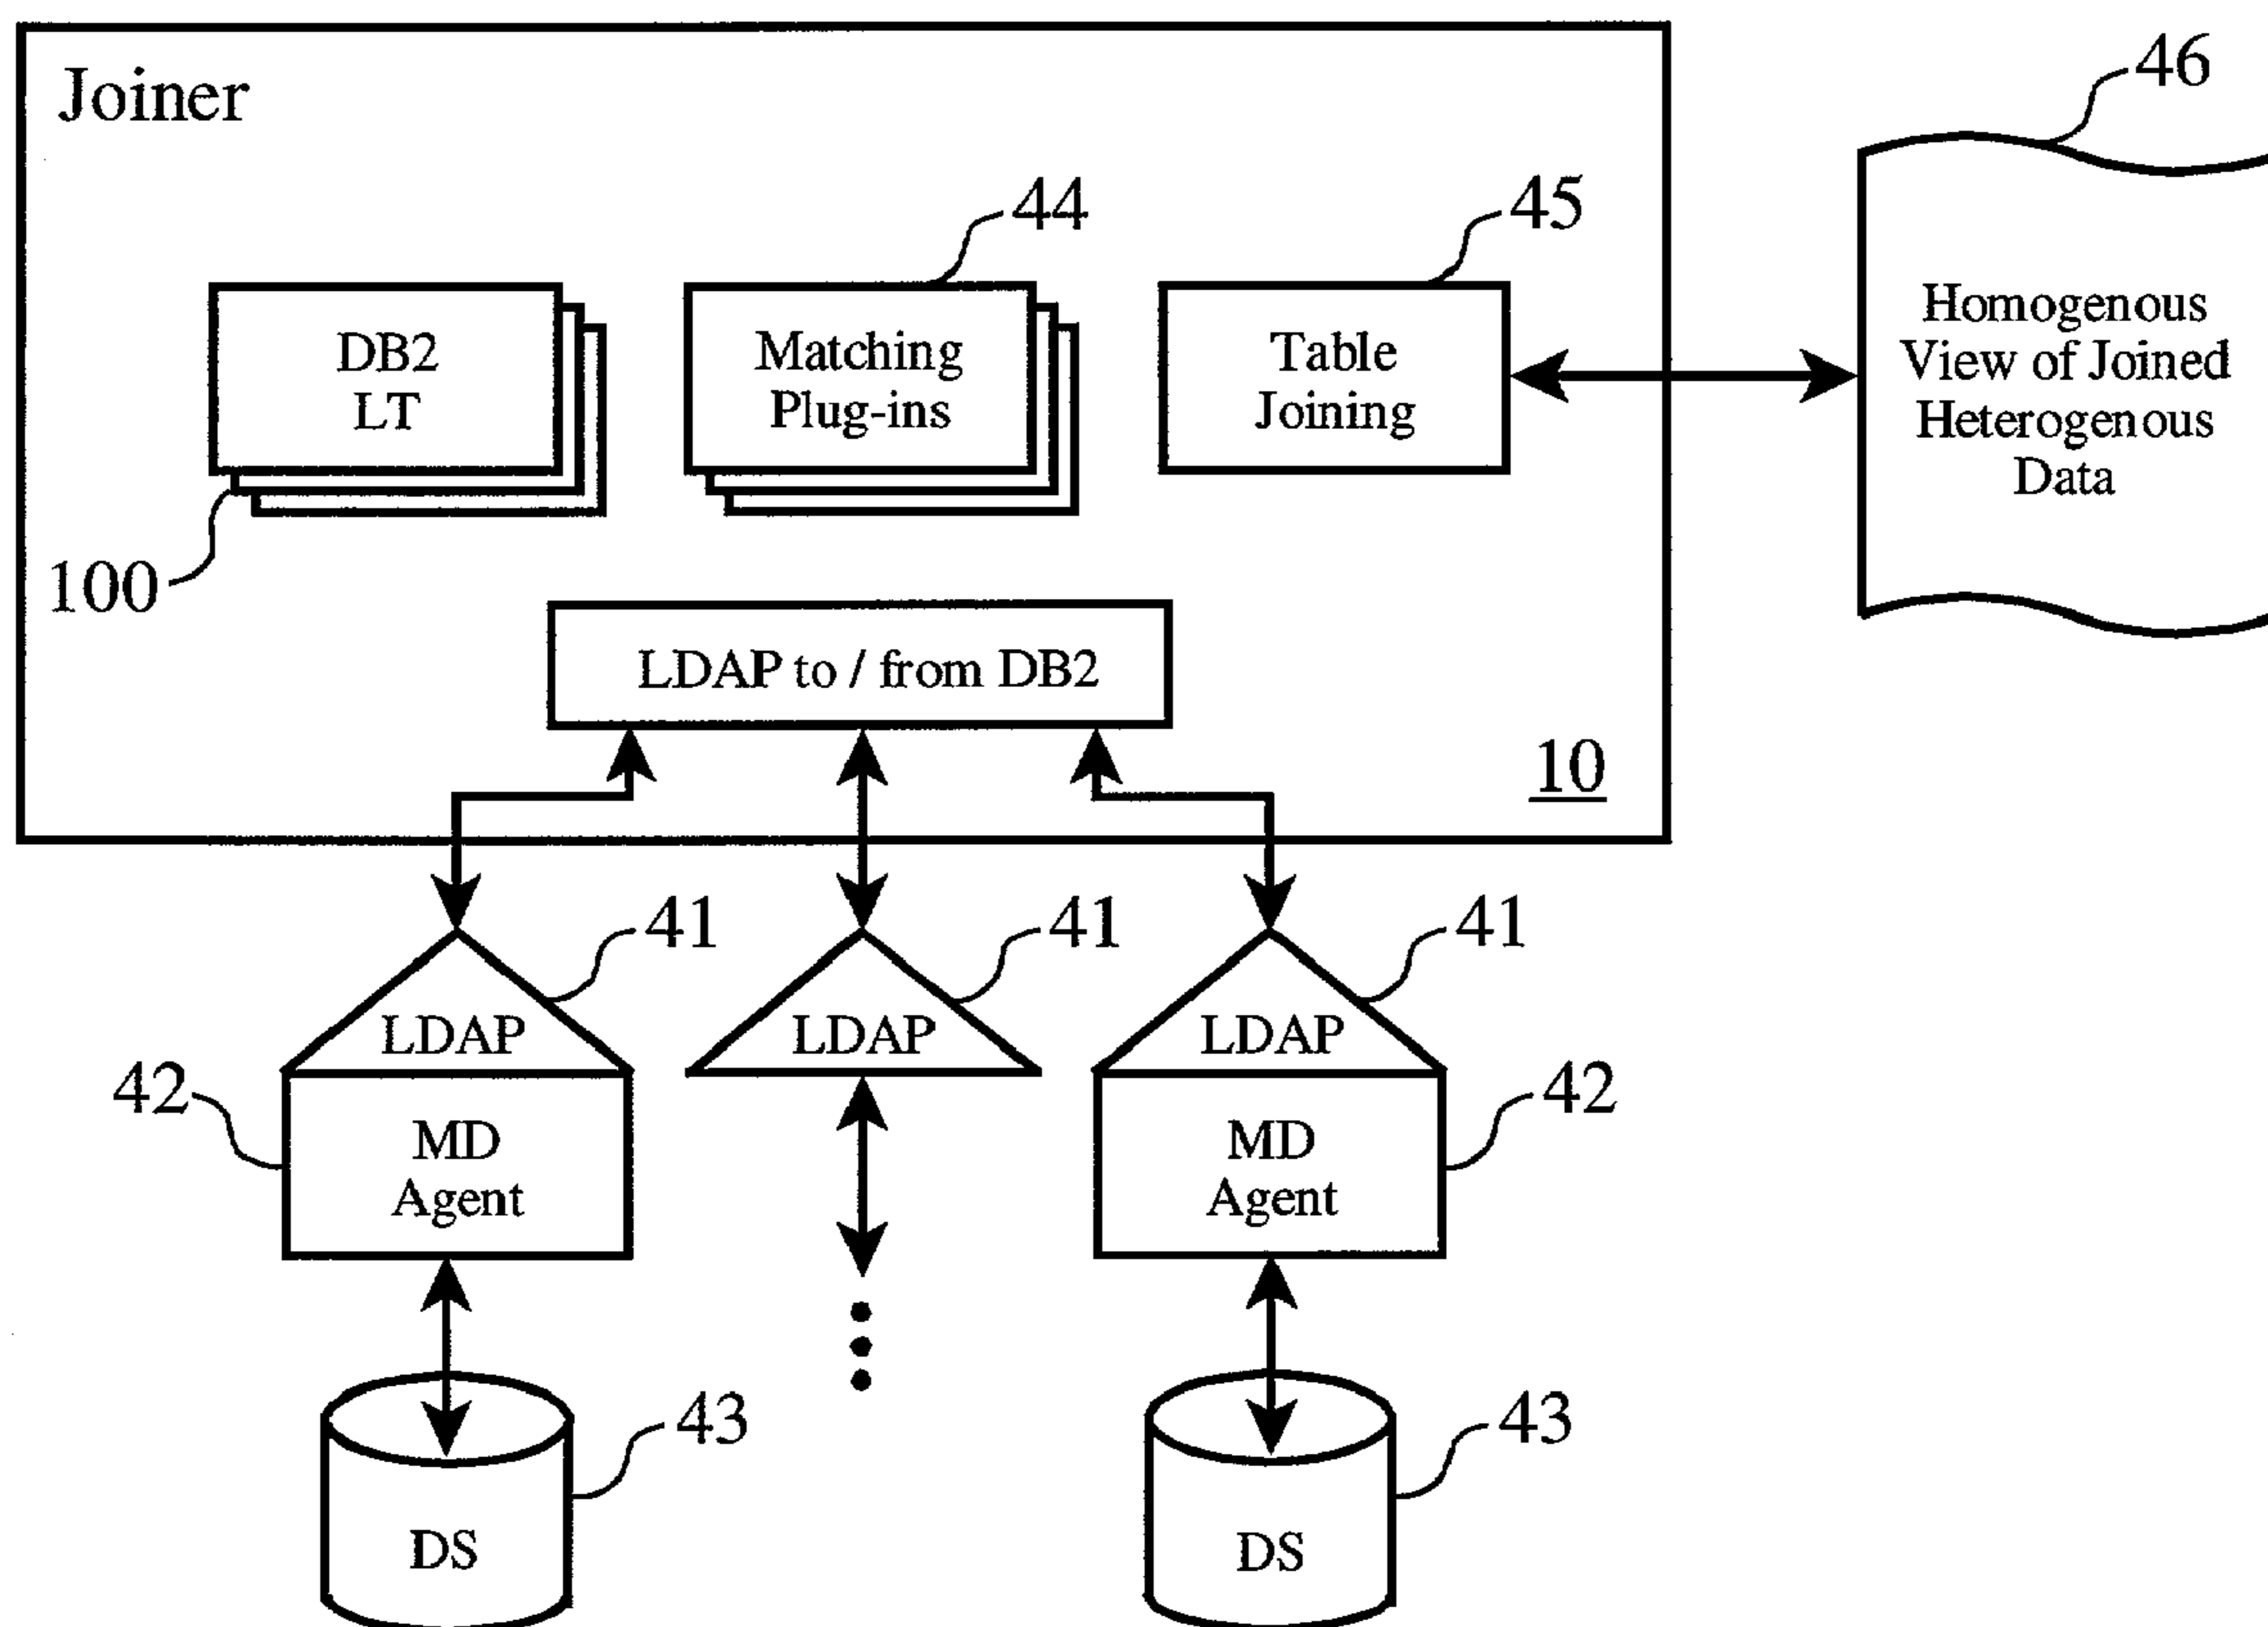 Joiner
46
44
45
DB2
LT
Matching
Plug-ins
Table
Joining
Homogenous
View of Joined
Heterogenous
Data
100
LDAP to / from DB2
10
41
41
41
LDAP
LDAP
LDAP
42
MD
Agent
MD
Agent
42
43
DS
43
DS